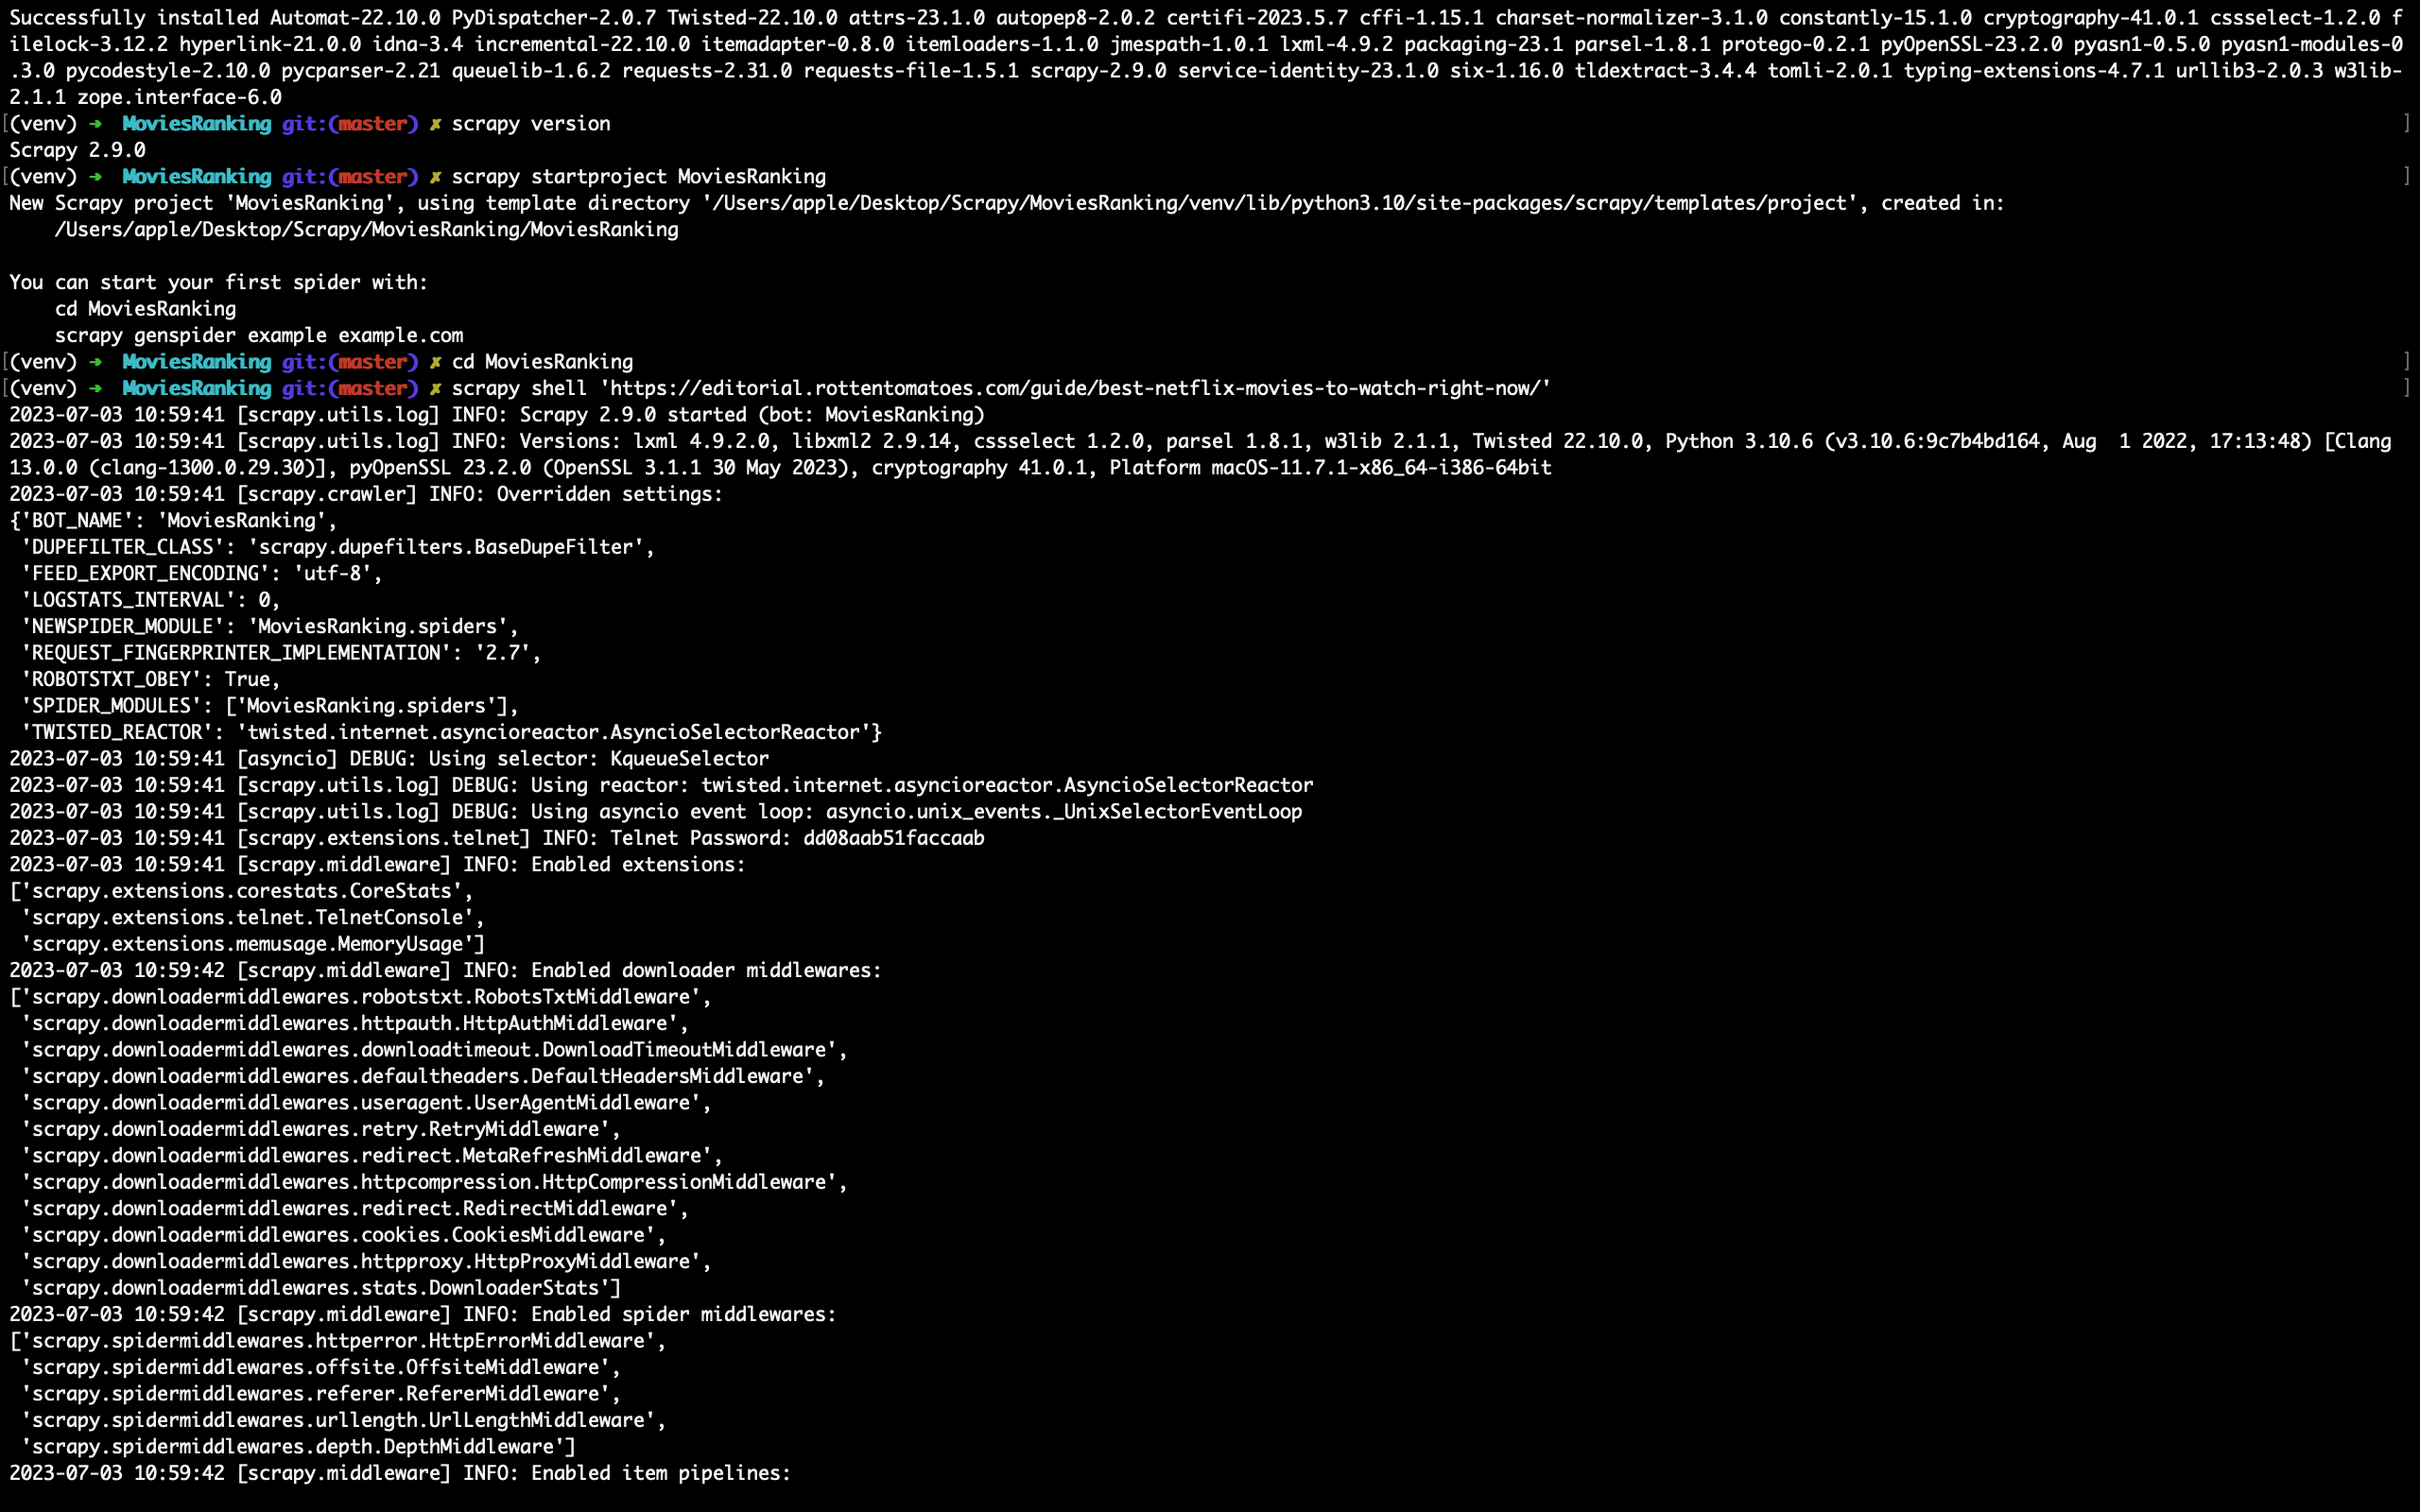 Successfully installed Automat-22.10.0 PyDispatcher-2.0.7 Twisted-22.10.0 attrs-23.1.0 autopep8-2.0.2 certifi-2023.5.7 cffi-1.15.1 charset-normalizer-3.1.0 constantly-15.1.0 cryptography-41.0.1 cssselect-1.2.0 f
ilelock-3.12.2 hyperlink-21.0.0 idna-3.4 incremental-22.10.0 itemadapter-0.8.0 itemloaders-1.1.0 jmespath-1.0.1 lxml-4.9.2 packaging-23.1 parsel-1.8.1 protego-0.2.1 pyOpenSSL-23.2.0 pyasn1-0.5.0 pyasn1-modules-0
.3.0 pycodestyle-2.10.0 pycparser-2.21 queuelib-1.6.2 requests-2.31.0 requests-file-1.5.1 scrapy-2.9.0 service-identity-23.1.0 six-1.16.0 tldextract-3.4.4 tomli-2.0.1 typing-extensions-4.7.1 urllib3-2.0.3 w3lib-
2.1.1 zope.interface-6.0
[(venv) ➜  MoviesRanking git:(master) ✗ scrapy version ]
Scrapy 2.9.0
[(venv) ➜  MoviesRanking git:(master) ✗ scrapy startproject MoviesRanking ]
New Scrapy project 'MoviesRanking', using template directory '/Users/apple/Desktop/Scrapy/MoviesRanking/venv/lib/python3.10/site-packages/scrapy/templates/project', created in:
    /Users/apple/Desktop/Scrapy/MoviesRanking/MoviesRanking

You can start your first spider with:
    cd MoviesRanking
    scrapy genspider example example.com
[(venv) ➜  MoviesRanking git:(master) ✗ cd MoviesRanking ]
[(venv) ➜  MoviesRanking git:(master) ✗ scrapy shell 'https://editorial.rottentomatoes.com/guide/best-netflix-movies-to-watch-right-now/' ]
2023-07-03 10:59:41 [scrapy.utils.log] INFO: Scrapy 2.9.0 started (bot: MoviesRanking)
2023-07-03 10:59:41 [scrapy.utils.log] INFO: Versions: lxml 4.9.2.0, libxml2 2.9.14, cssselect 1.2.0, parsel 1.8.1, w3lib 2.1.1, Twisted 22.10.0, Python 3.10.6 (v3.10.6:9c7b4bd164, Aug  1 2022, 17:13:48) [Clang
13.0.0 (clang-1300.0.29.30)], pyOpenSSL 23.2.0 (OpenSSL 3.1.1 30 May 2023), cryptography 41.0.1, Platform macOS-11.7.1-x86_64-i386-64bit
2023-07-03 10:59:41 [scrapy.crawler] INFO: Overridden settings:
{'BOT_NAME': 'MoviesRanking',
 'DUPEFILTER_CLASS': 'scrapy.dupefilters.BaseDupeFilter',
 'FEED_EXPORT_ENCODING': 'utf-8',
 'LOGSTATS_INTERVAL': 0,
 'NEWSPIDER_MODULE': 'MoviesRanking.spiders',
 'REQUEST_FINGERPRINTER_IMPLEMENTATION': '2.7',
 'ROBOTSTXT_OBEY': True,
 'SPIDER_MODULES': ['MoviesRanking.spiders'],
 'TWISTED_REACTOR': 'twisted.internet.asyncioreactor.AsyncioSelectorReactor'}
2023-07-03 10:59:41 [asyncio] DEBUG: Using selector: KqueueSelector
2023-07-03 10:59:41 [scrapy.utils.log] DEBUG: Using reactor: twisted.internet.asyncioreactor.AsyncioSelectorReactor
2023-07-03 10:59:41 [scrapy.utils.log] DEBUG: Using asyncio event loop: asyncio.unix_events._UnixSelectorEventLoop
2023-07-03 10:59:41 [scrapy.extensions.telnet] INFO: Telnet Password: dd08aab51faccaab
2023-07-03 10:59:41 [scrapy.middleware] INFO: Enabled extensions:
['scrapy.extensions.corestats.CoreStats',
 'scrapy.extensions.telnet.TelnetConsole',
 'scrapy.extensions.memusage.MemoryUsage']
2023-07-03 10:59:42 [scrapy.middleware] INFO: Enabled downloader middlewares:
['scrapy.downloadermiddlewares.robotstxt.RobotsTxtMiddleware',
 'scrapy.downloadermiddlewares.httpauth.HttpAuthMiddleware',
 'scrapy.downloadermiddlewares.downloadtimeout.DownloadTimeoutMiddleware',
 'scrapy.downloadermiddlewares.defaultheaders.DefaultHeadersMiddleware',
 'scrapy.downloadermiddlewares.useragent.UserAgentMiddleware',
 'scrapy.downloadermiddlewares.retry.RetryMiddleware',
 'scrapy.downloadermiddlewares.redirect.MetaRefreshMiddleware',
 'scrapy.downloadermiddlewares.httpcompression.HttpCompressionMiddleware',
 'scrapy.downloadermiddlewares.redirect.RedirectMiddleware',
 'scrapy.downloadermiddlewares.cookies.CookiesMiddleware',
 'scrapy.downloadermiddlewares.httpproxy.HttpProxyMiddleware',
 'scrapy.downloadermiddlewares.stats.DownloaderStats']
2023-07-03 10:59:42 [scrapy.middleware] INFO: Enabled spider middlewares:
['scrapy.spidermiddlewares.httperror.HttpErrorMiddleware',
 'scrapy.spidermiddlewares.offsite.OffsiteMiddleware',
 'scrapy.spidermiddlewares.referer.RefererMiddleware',
 'scrapy.spidermiddlewares.urllength.UrlLengthMiddleware',
 'scrapy.spidermiddlewares.depth.DepthMiddleware']
2023-07-03 10:59:42 [scrapy.middleware] INFO: Enabled item pipelines: